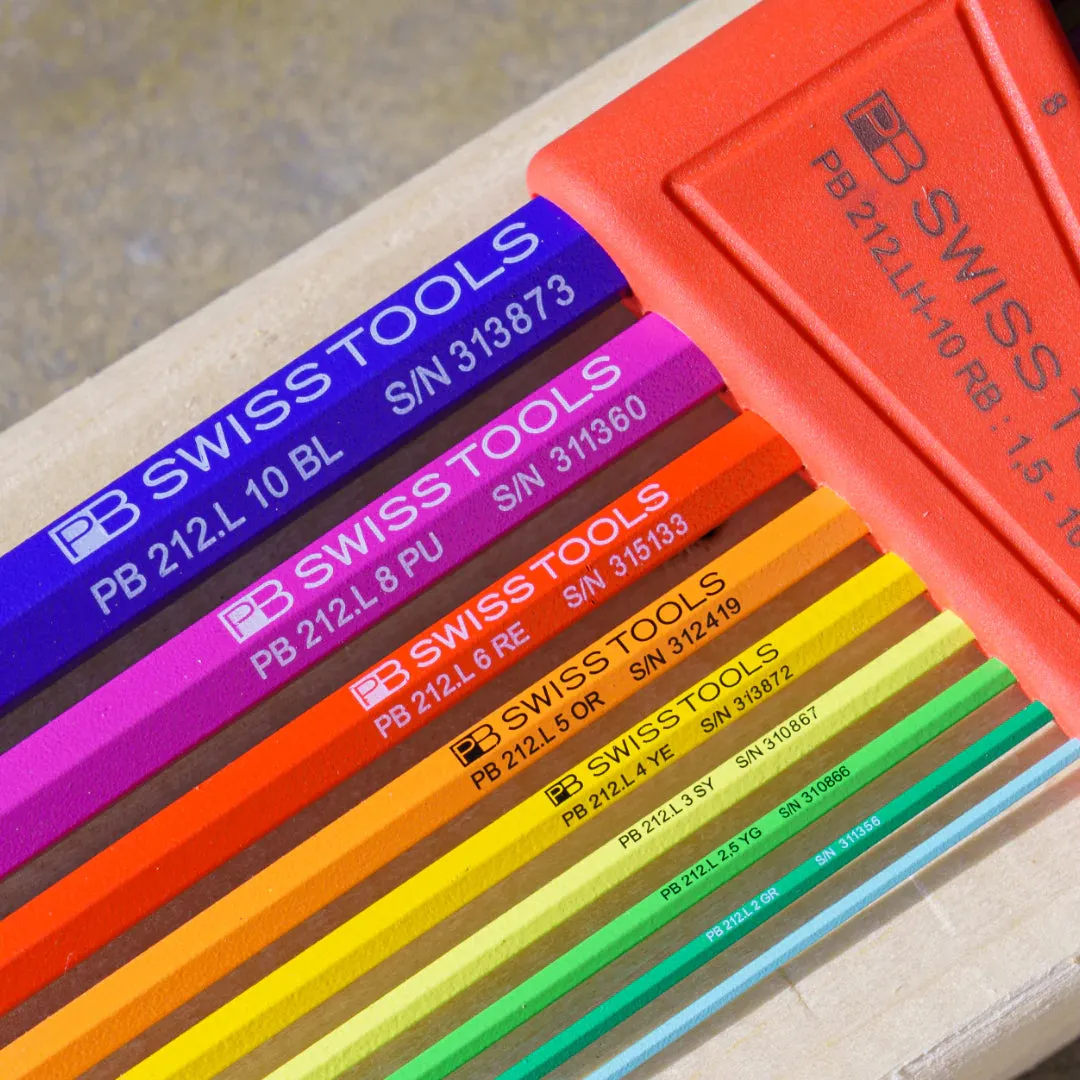 PB SWISS TOOLS
PB 212.L 10 BL S/N 313873
PB SWISS TOOLS
PB 212.L 8 PU S/N 311360
PB SWISS TOOLS
PB 212.L 6 RE S/N 315133
PB SWISS TOOLS
PB 212.L 5 OR S/N 312419
PB SWISS TOOLS
PB 212.L 4 YE S/N 313872
PB 212.L 3 SY S/N 310867
PB 212.L 2,5 YG S/N 310866
PB 212.L 2 GR S/N 311356
8
PB SWISS
PB 212.LH-10 RB : 1,5 - 10